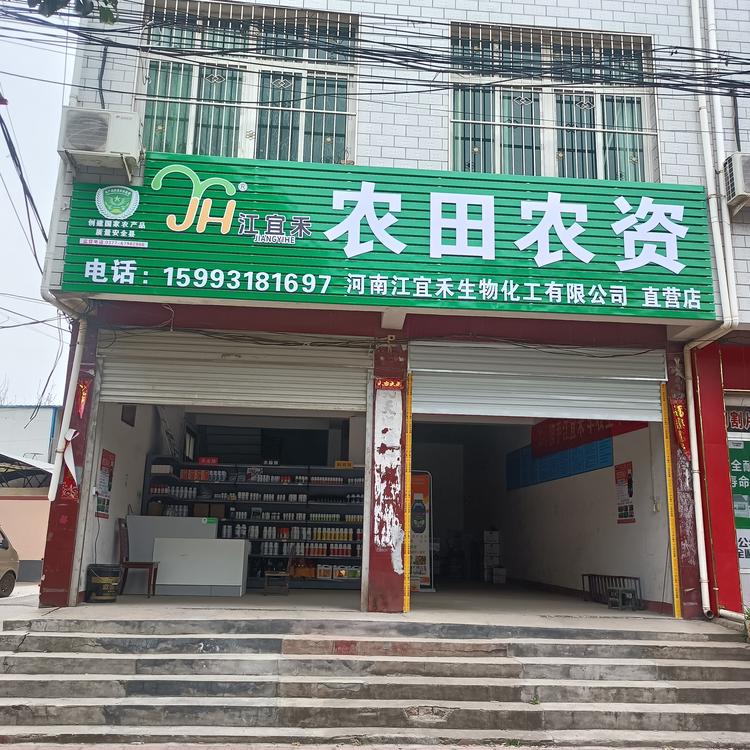 创建国家农产品
质量安全县
JH
®
江宜禾
JIANGYIHE
农田农资
电话：15993181697
河南江宜禾生物化工有限公司 直营店